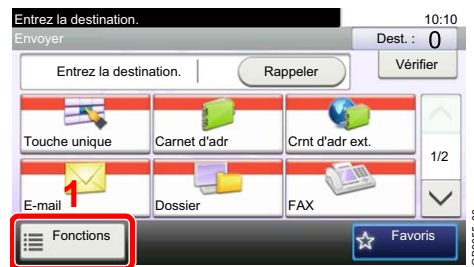 Entrez la destination.
10:10
Envoyer
Dest. : 0
Entrez la destination.
Rappeler
Vérifier
Touche unique
Carnet d'adr
Crnt d'adr ext.
1/2
E-mail
Dossier
FAX
1
Fonctions
Favoris